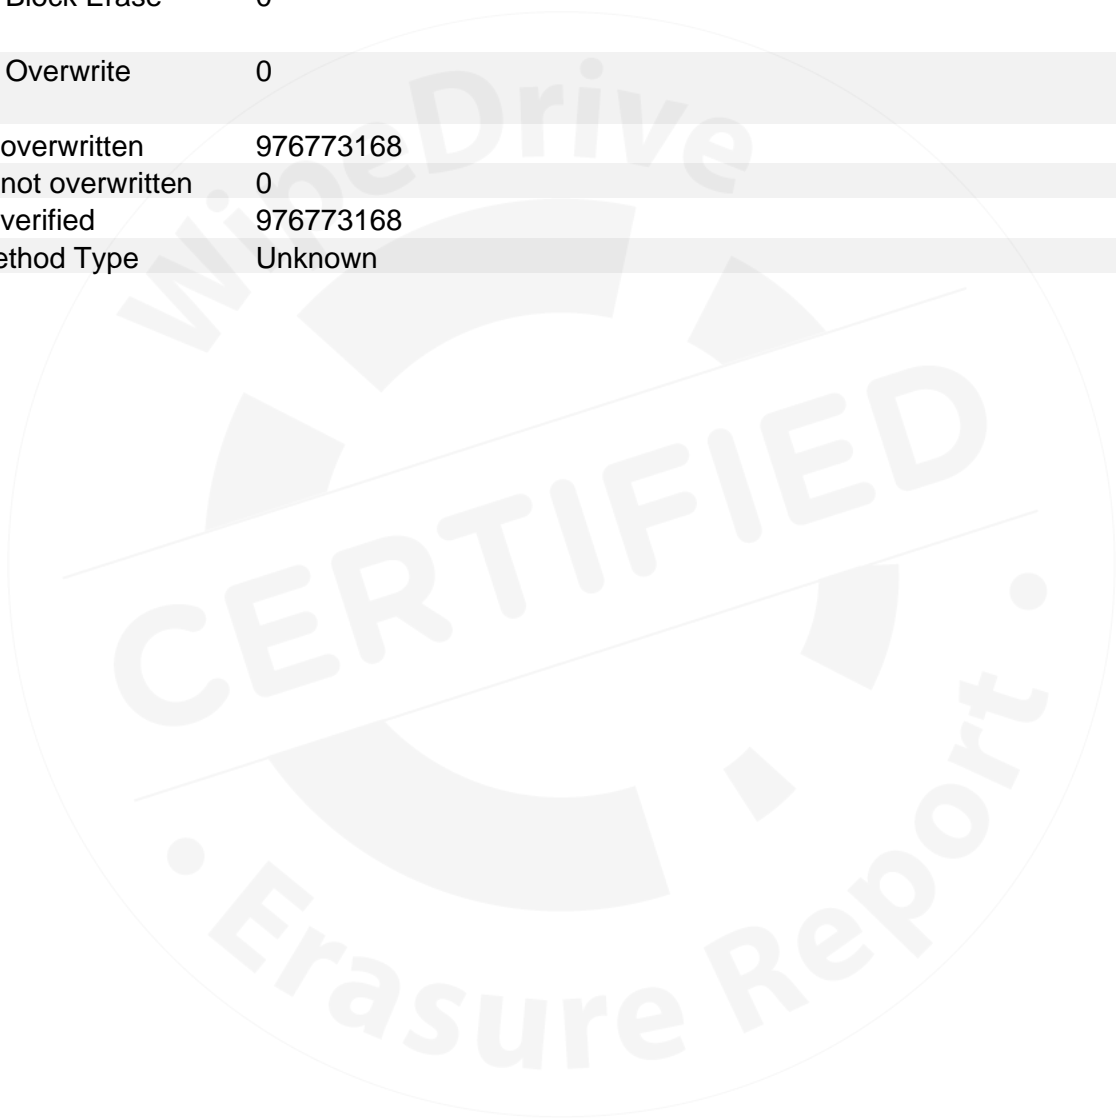 Block Erase 0
Overwrite 0
overwritten 976773168
not overwritten 0
verified 976773168
ethod Type Unknown
WipeDrive
CERTIFIED
• Erasure Report •